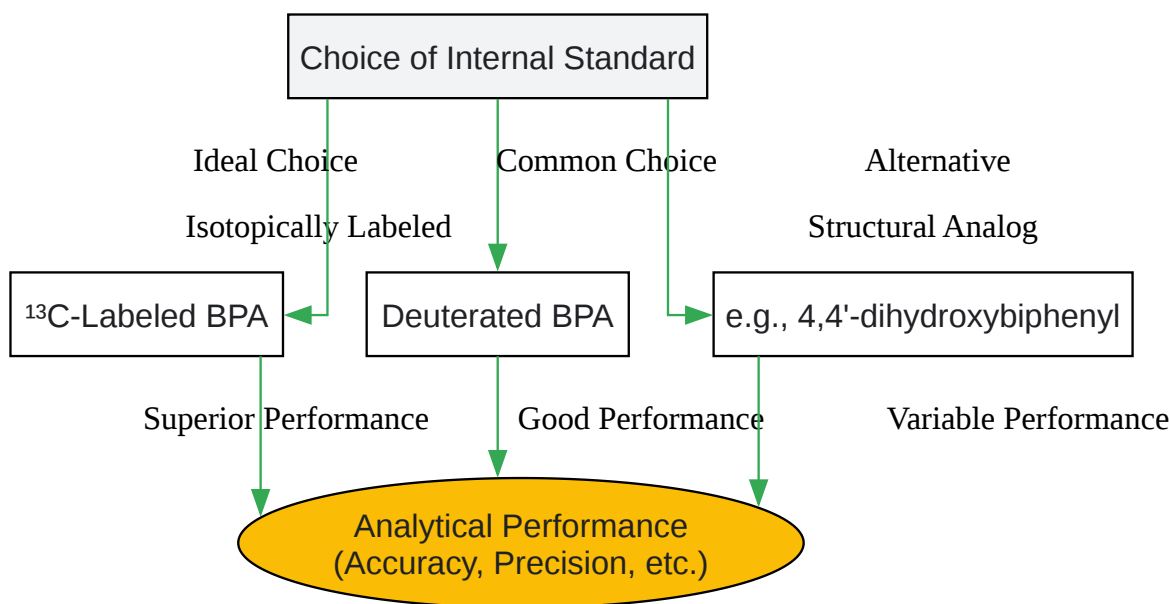 Choice of Internal Standard
Ideal Choice
Common Choice
Alternative
Isotopically Labeled
Structural Analog
¹³C-Labeled BPA
Deuterated BPA
e.g., 4,4'-dihydroxybiphenyl
Superior Performance
Good Performance
Variable Performance
Analytical Performance
(Accuracy, Precision, etc.)